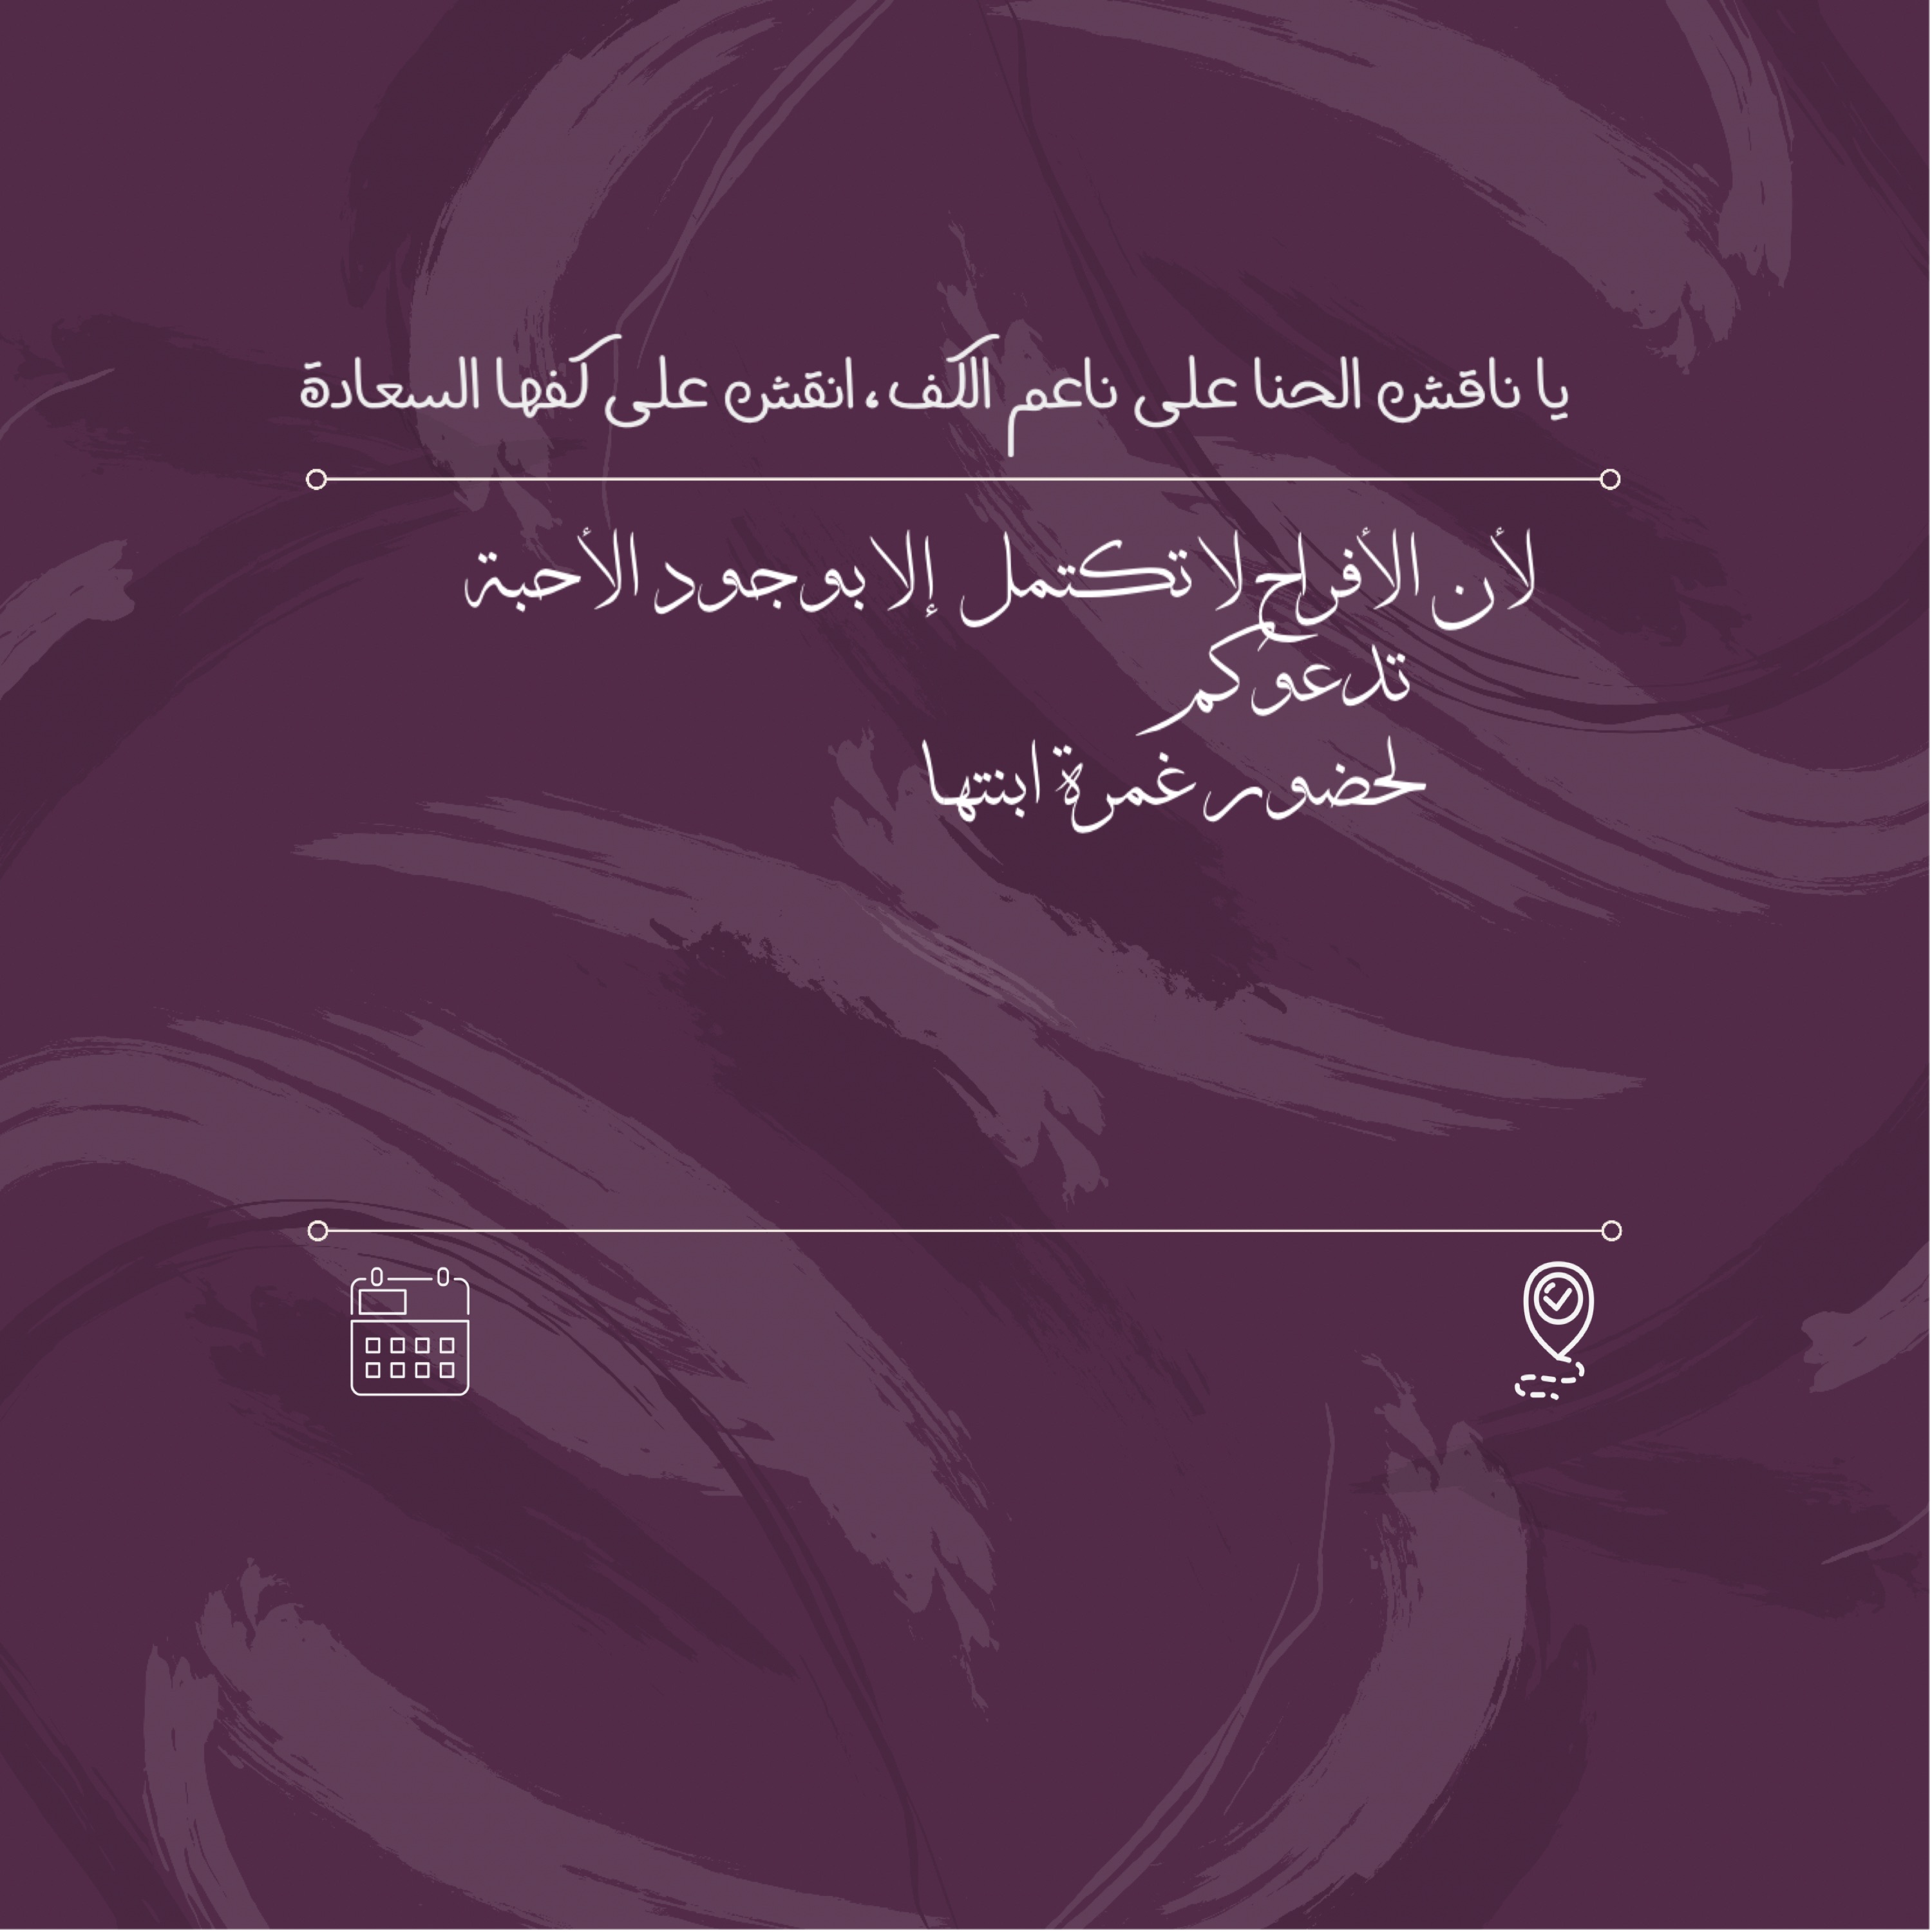 يا ناقش الحنا على ناعم الكف، انقش على كفها السعادة
لأن الأفراح لا تكتمل إلا بوجود الأحبة
تدعوكم
لحضور غمرة ابنتها